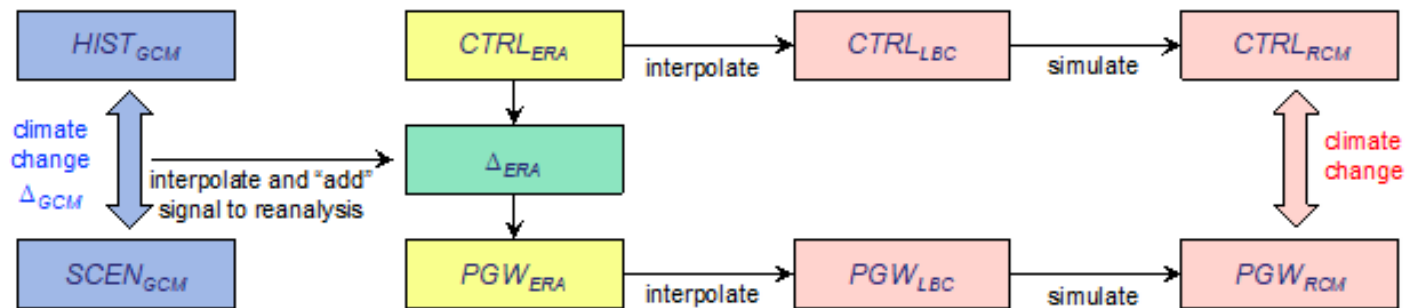 HIST_GCM
CTRL_ERA
interpolate
CTRL_LBC
simulate
CTRL_RCM
climate
change
Δ_GCM
interpolate and “add”
signal to reanalysis
Δ_ERA
climate
change
SCEN_GCM
PGW_ERA
interpolate
PGW_LBC
simulate
PGW_RCM